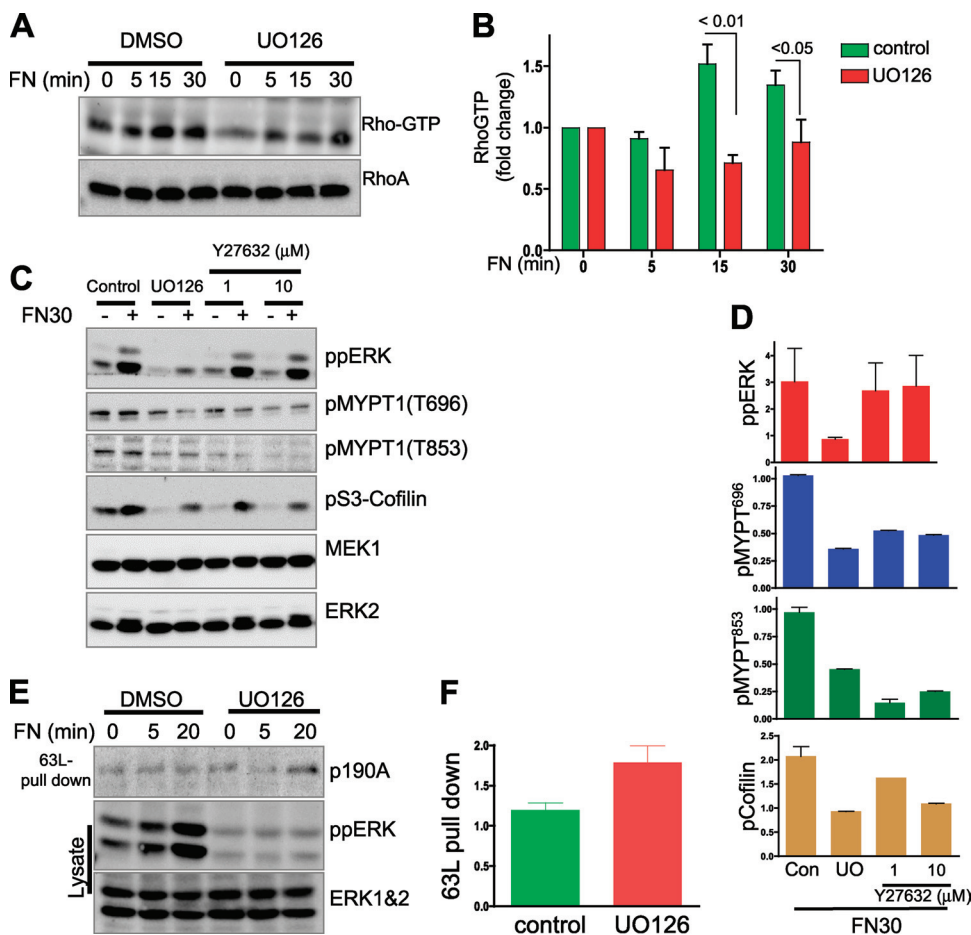 A
DMSO UO126
FN (min) 0 5 15 30 0 5 15 30
Rho-GTP
RhoA
B
< 0.01
<0.05
control
UO126
RhoGTP
(fold change)
1.5
1.0
0.5
0.0
FN (min) 0 5 15 30
C
Y27632 (μM)
Control UO126 1 10
FN30 - + - + - + - +
ppERK
pMYPT1(T696)
pMYPT1(T853)
pS3-Cofilin
MEK1
ERK2
D
ppERK
4
3
2
1
0
pMYPT696
1.00
0.75
0.50
0.25
0.00
pMYPT853
1.00
0.75
0.50
0.25
0.00
pCofilin
2.5
2.0
1.5
1.0
0.5
0.0
Con UO 1 10
Y27632 (μM)
FN30
E
DMSO UO126
FN (min) 0 5 20 0 5 20
63L-
pull down
p190A
ppERK
Lysate
ERK1&2
F
63L pull down
2.0
1.5
1.0
0.5
0.0
control UO126